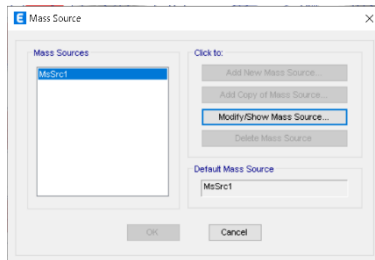 E Mass Source
Mass Sources
MsSrc1
Click to:
Add New Mass Source...
Add Copy of Mass Source...
Modify/Show Mass Source...
Delete Mass Source
Default Mass Source
MsSrc1
OK Cancel